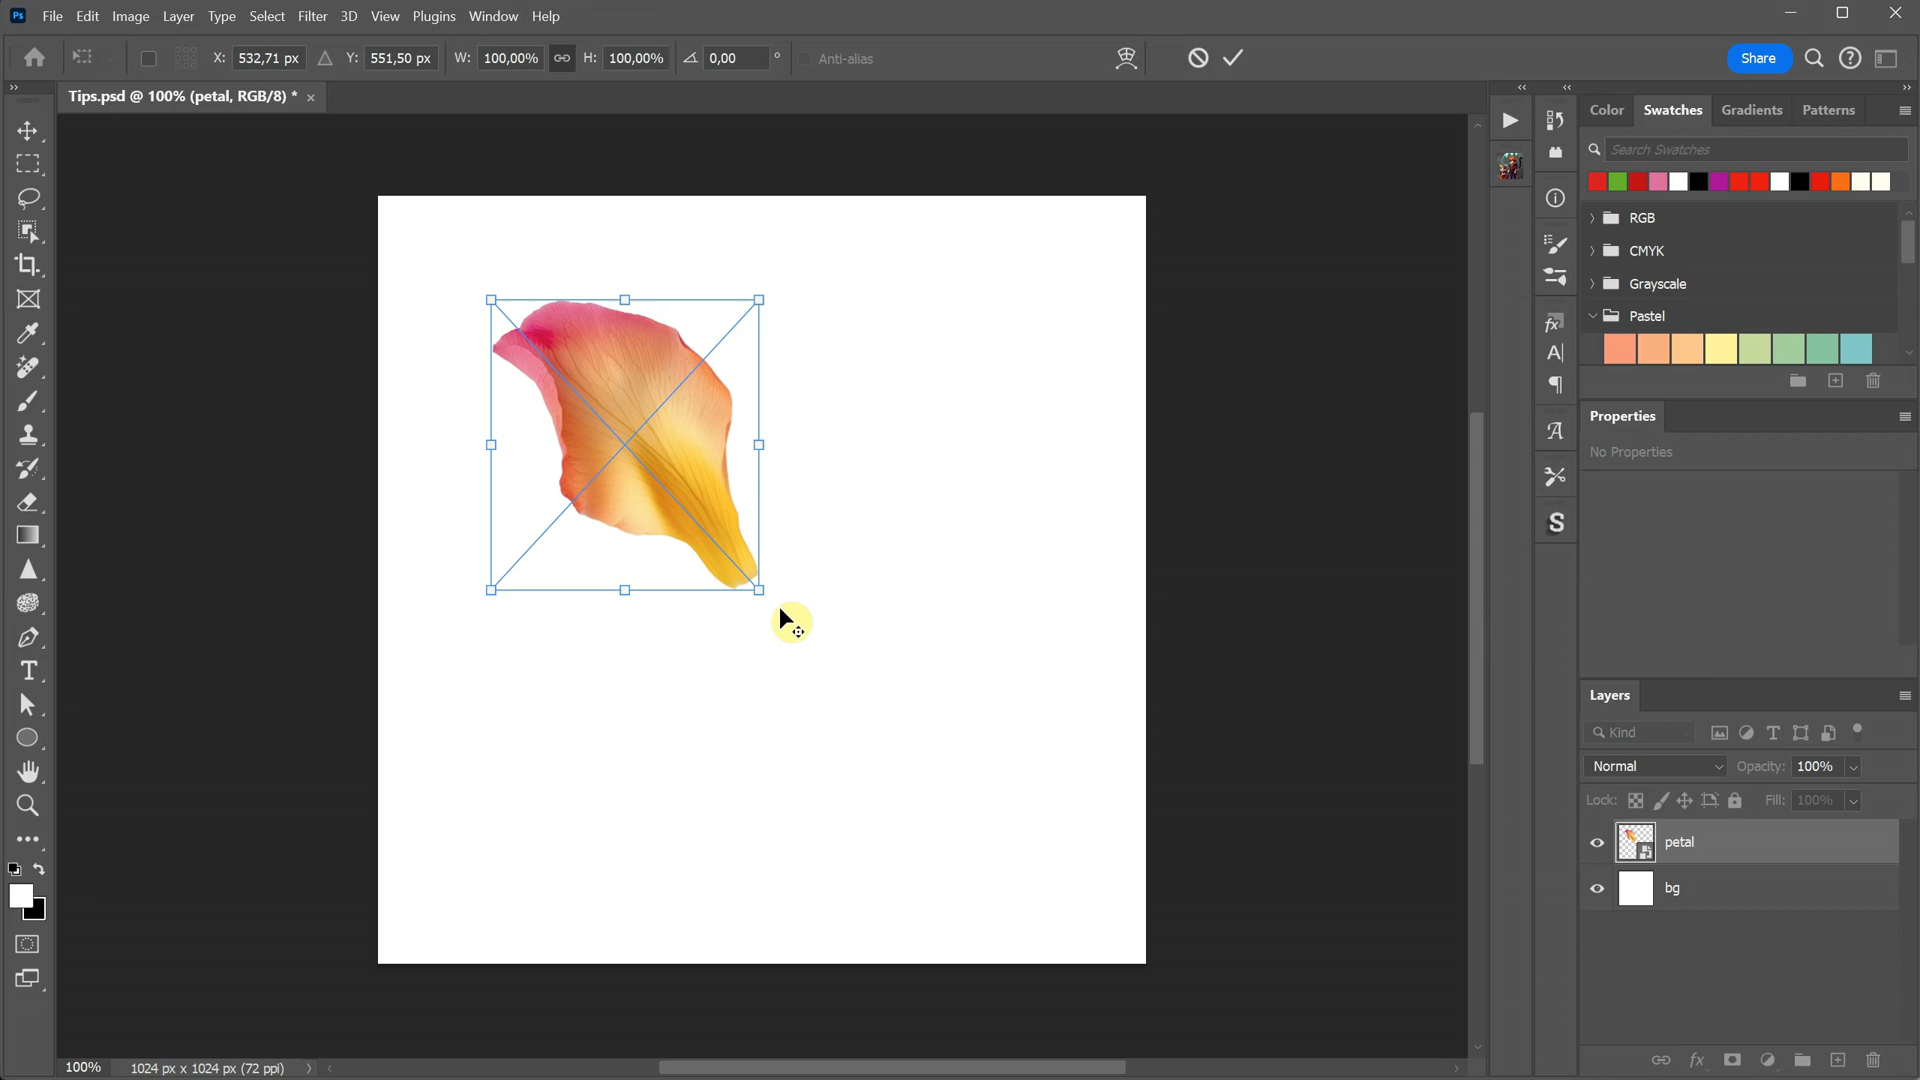 Ps File Edit Image Layer Type Select Filter 3D View Plugins Window Help
X: 532,71 px Y: 551,50 px W: 100,00% H: 100,00% 0,00 ° Anti-alias Share
Tips.psd @ 100% (petal, RGB/8) * ×
Color Swatches Gradients Patterns
Search Swatches
RGB
CMYK
Grayscale
Pastel
Properties
No Properties
Layers
Kind
Normal Opacity: 100%
Lock: Fill: 100%
petal
bg
100% 1024 px x 1024 px (72 ppi)